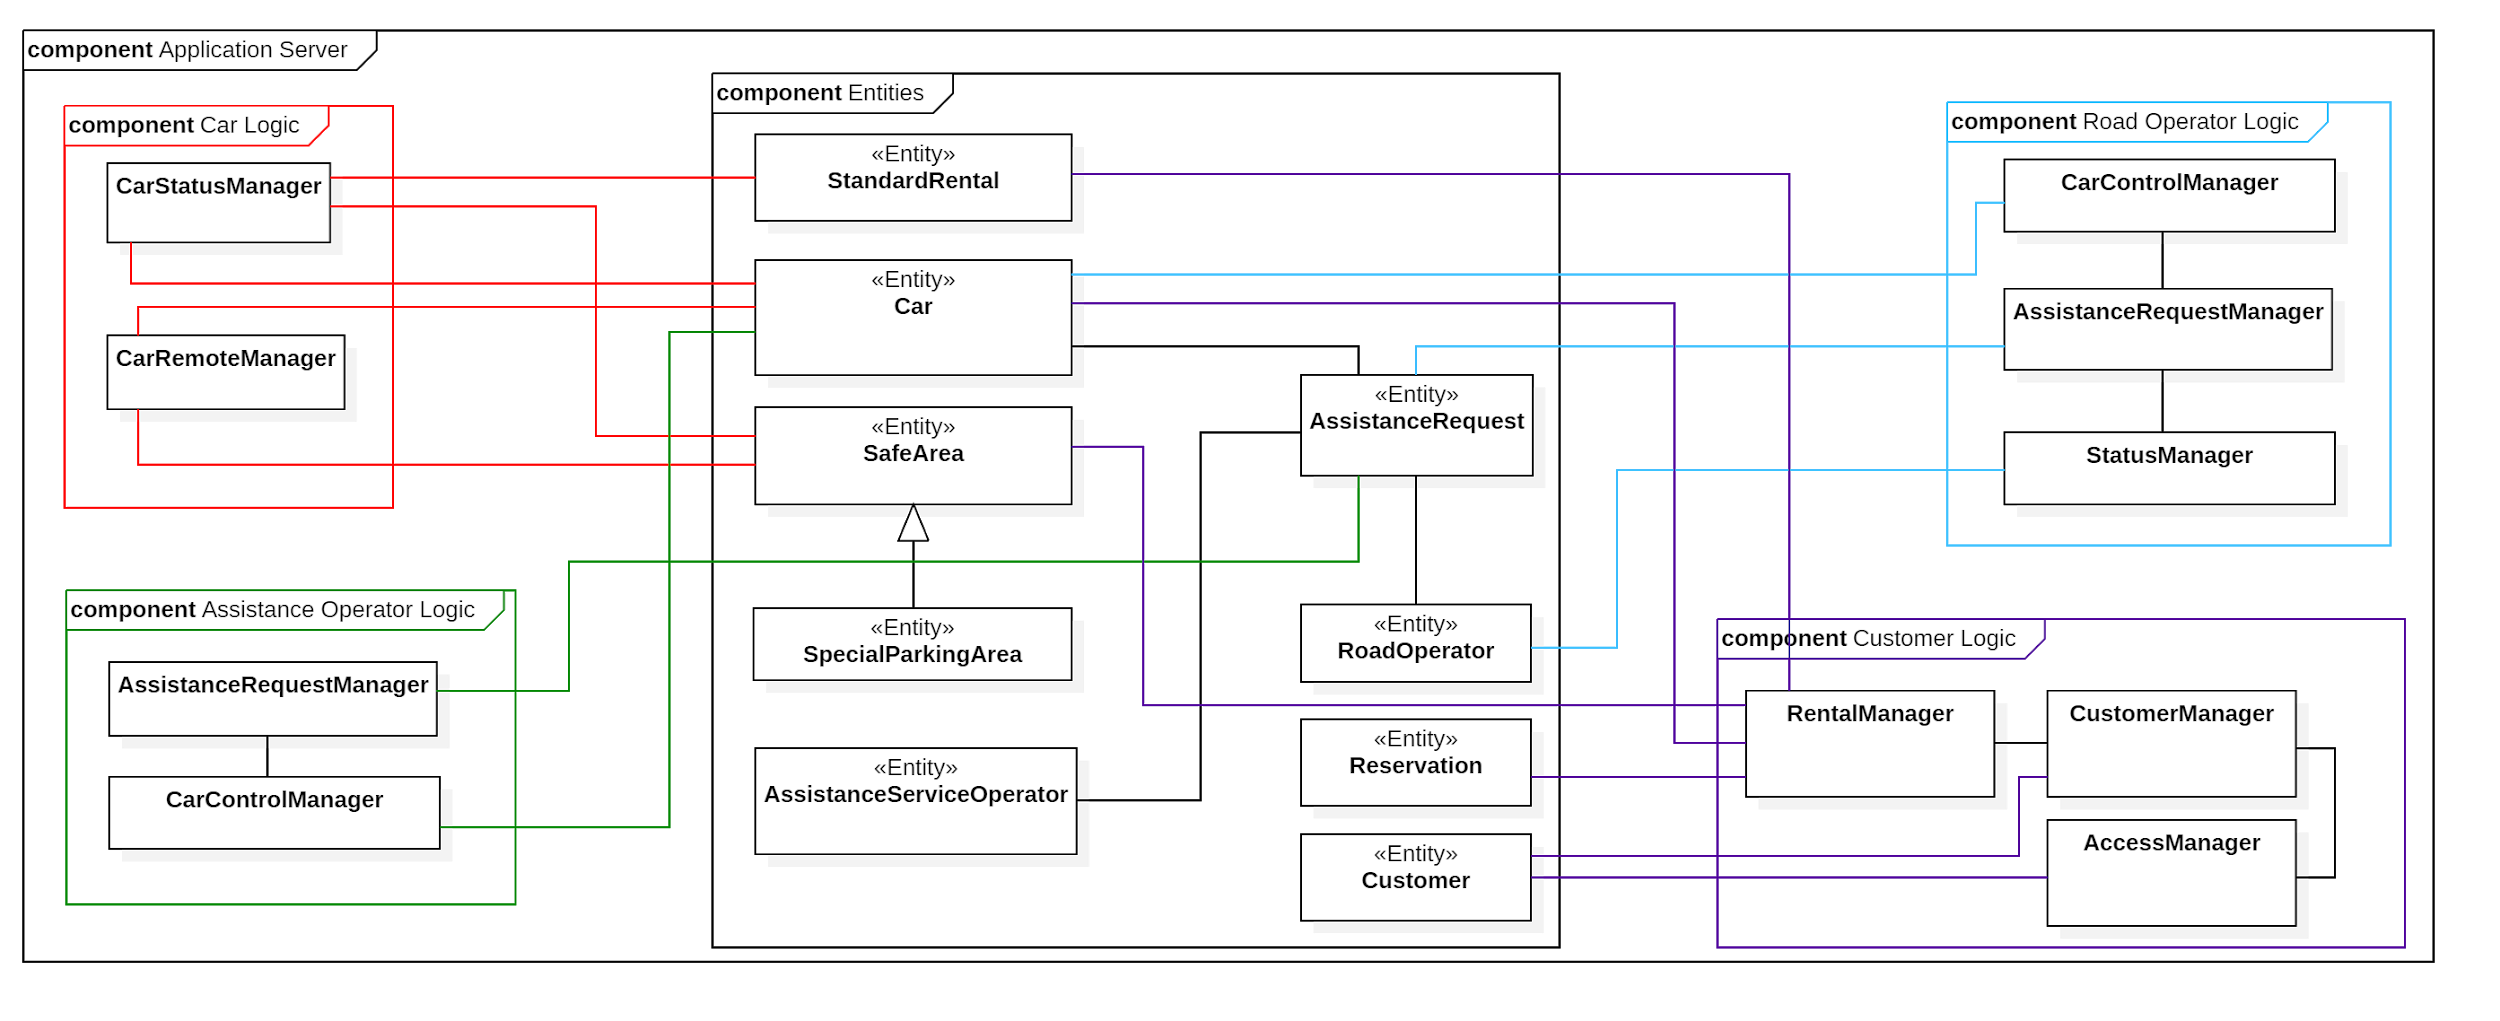 component Application Server
component Car Logic
CarStatusManager
CarRemoteManager
component Assistance Operator Logic
AssistanceRequestManager
CarControlManager
component Entities
«Entity»
StandardRental
«Entity»
Car
«Entity»
SafeArea
«Entity»
SpecialParkingArea
«Entity»
AssistanceServiceOperator
«Entity»
AssistanceRequest
«Entity»
RoadOperator
«Entity»
Reservation
«Entity»
Customer
component Road Operator Logic
CarControlManager
AssistanceRequestManager
StatusManager
component Customer Logic
RentalManager
CustomerManager
AccessManager